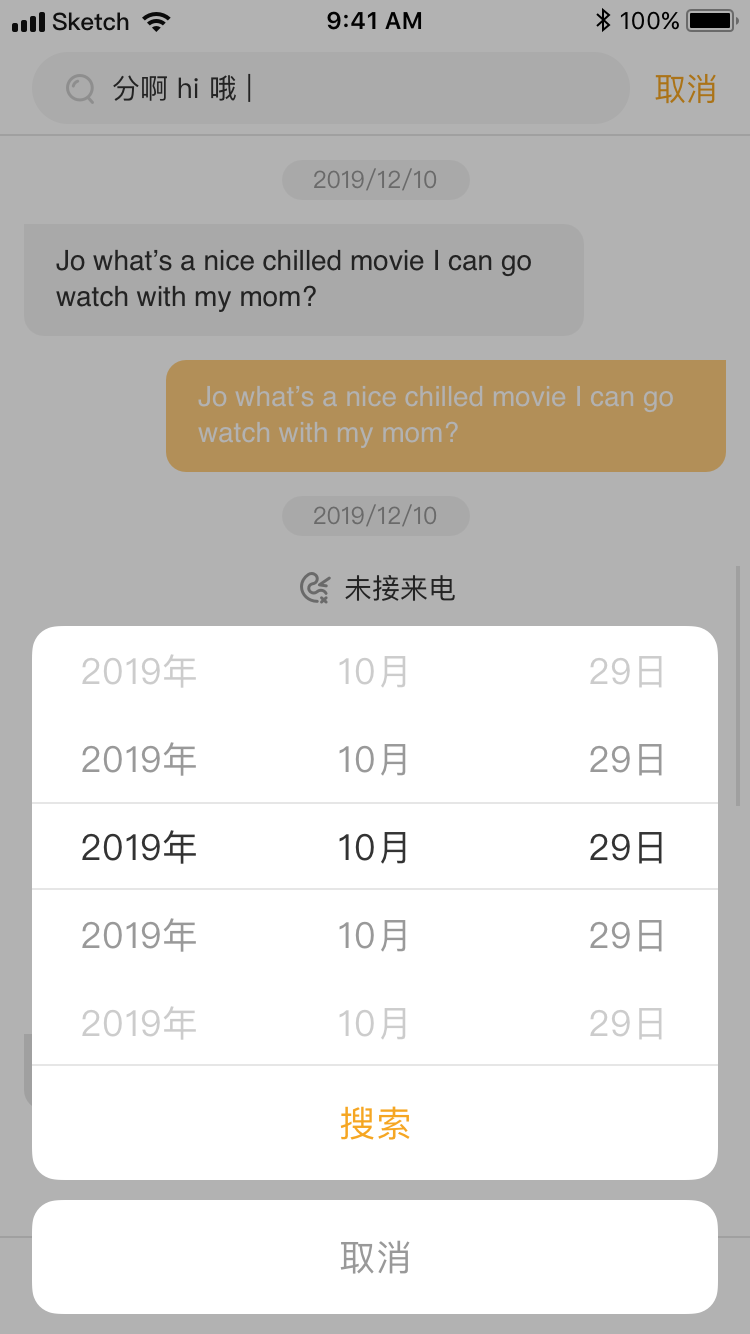 Sketch 9:41 AM 100%
分啊 hi 哦 | 取消
2019/12/10
Jo what’s a nice chilled movie I can go
watch with my mom?
Jo what’s a nice chilled movie I can go
watch with my mom?
2019/12/10
未接来电
2019年 10月 29日
2019年 10月 29日
2019年 10月 29日
2019年 10月 29日
2019年 10月 29日
搜索
取消